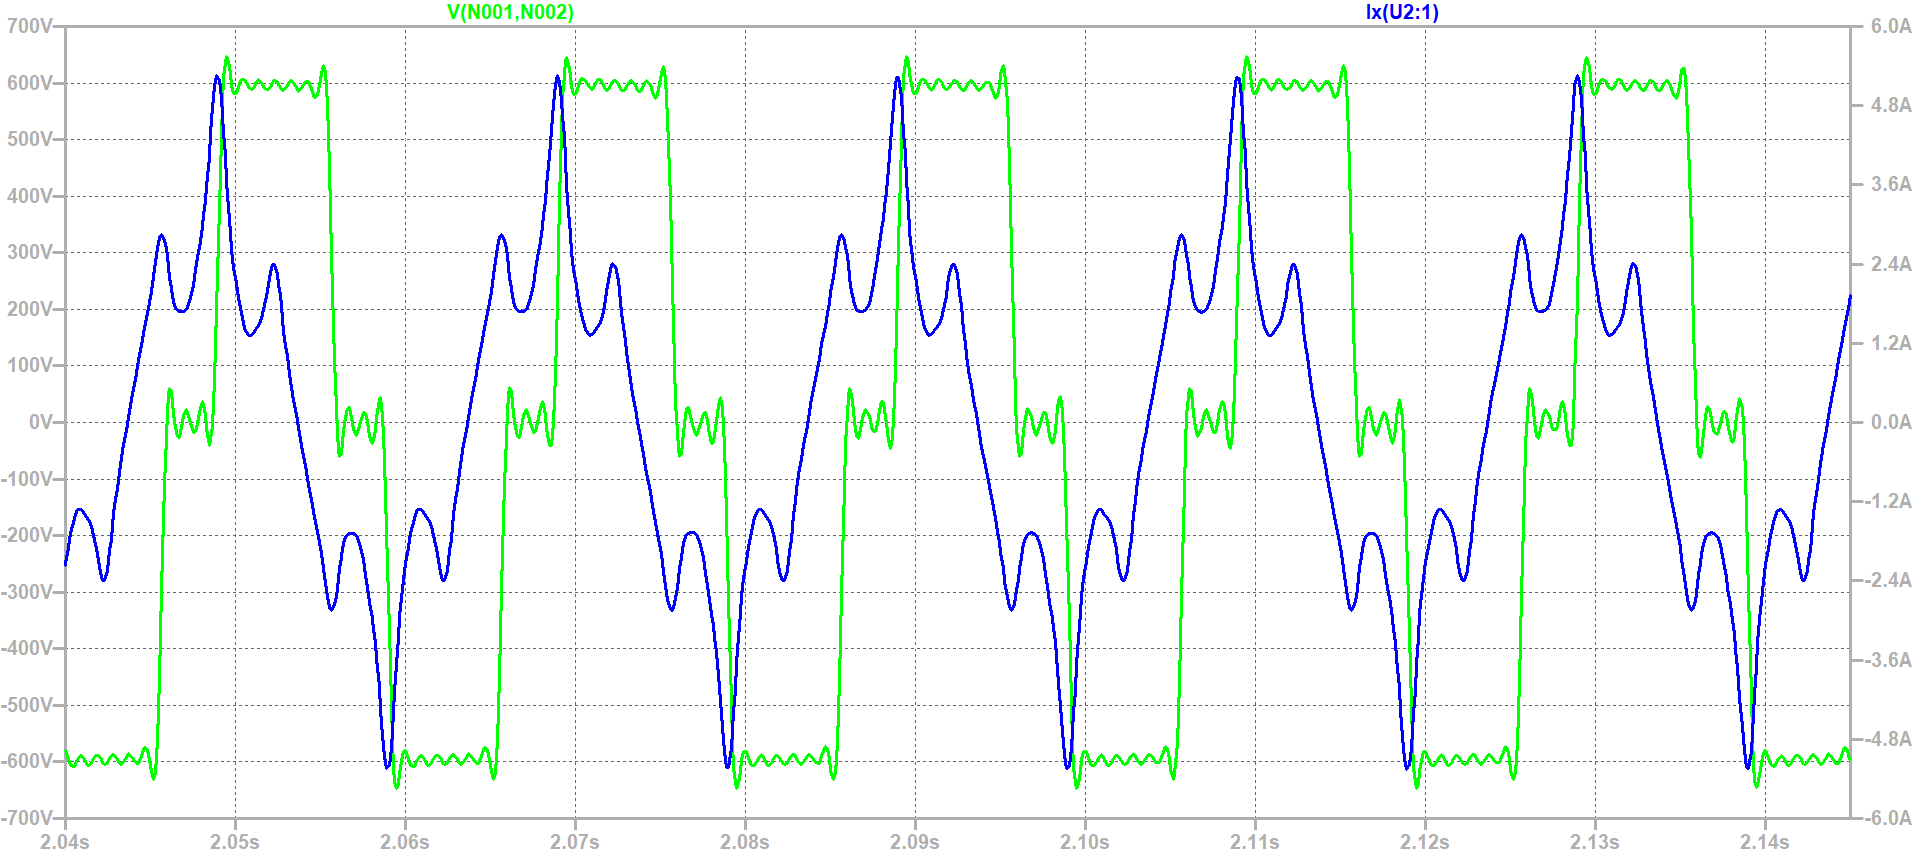 V(N001,N002) Ix(U2:1)
700V 6.0A
600V
500V 4.8A
400V 3.6A
300V
200V 2.4A
100V 1.2A
0V 0.0A
-100V
-200V -1.2A
-300V -2.4A
-400V -3.6A
-500V
-600V -4.8A
-700V -6.0A
2.04s 2.05s 2.06s 2.07s 2.08s 2.09s 2.10s 2.11s 2.12s 2.13s 2.14s